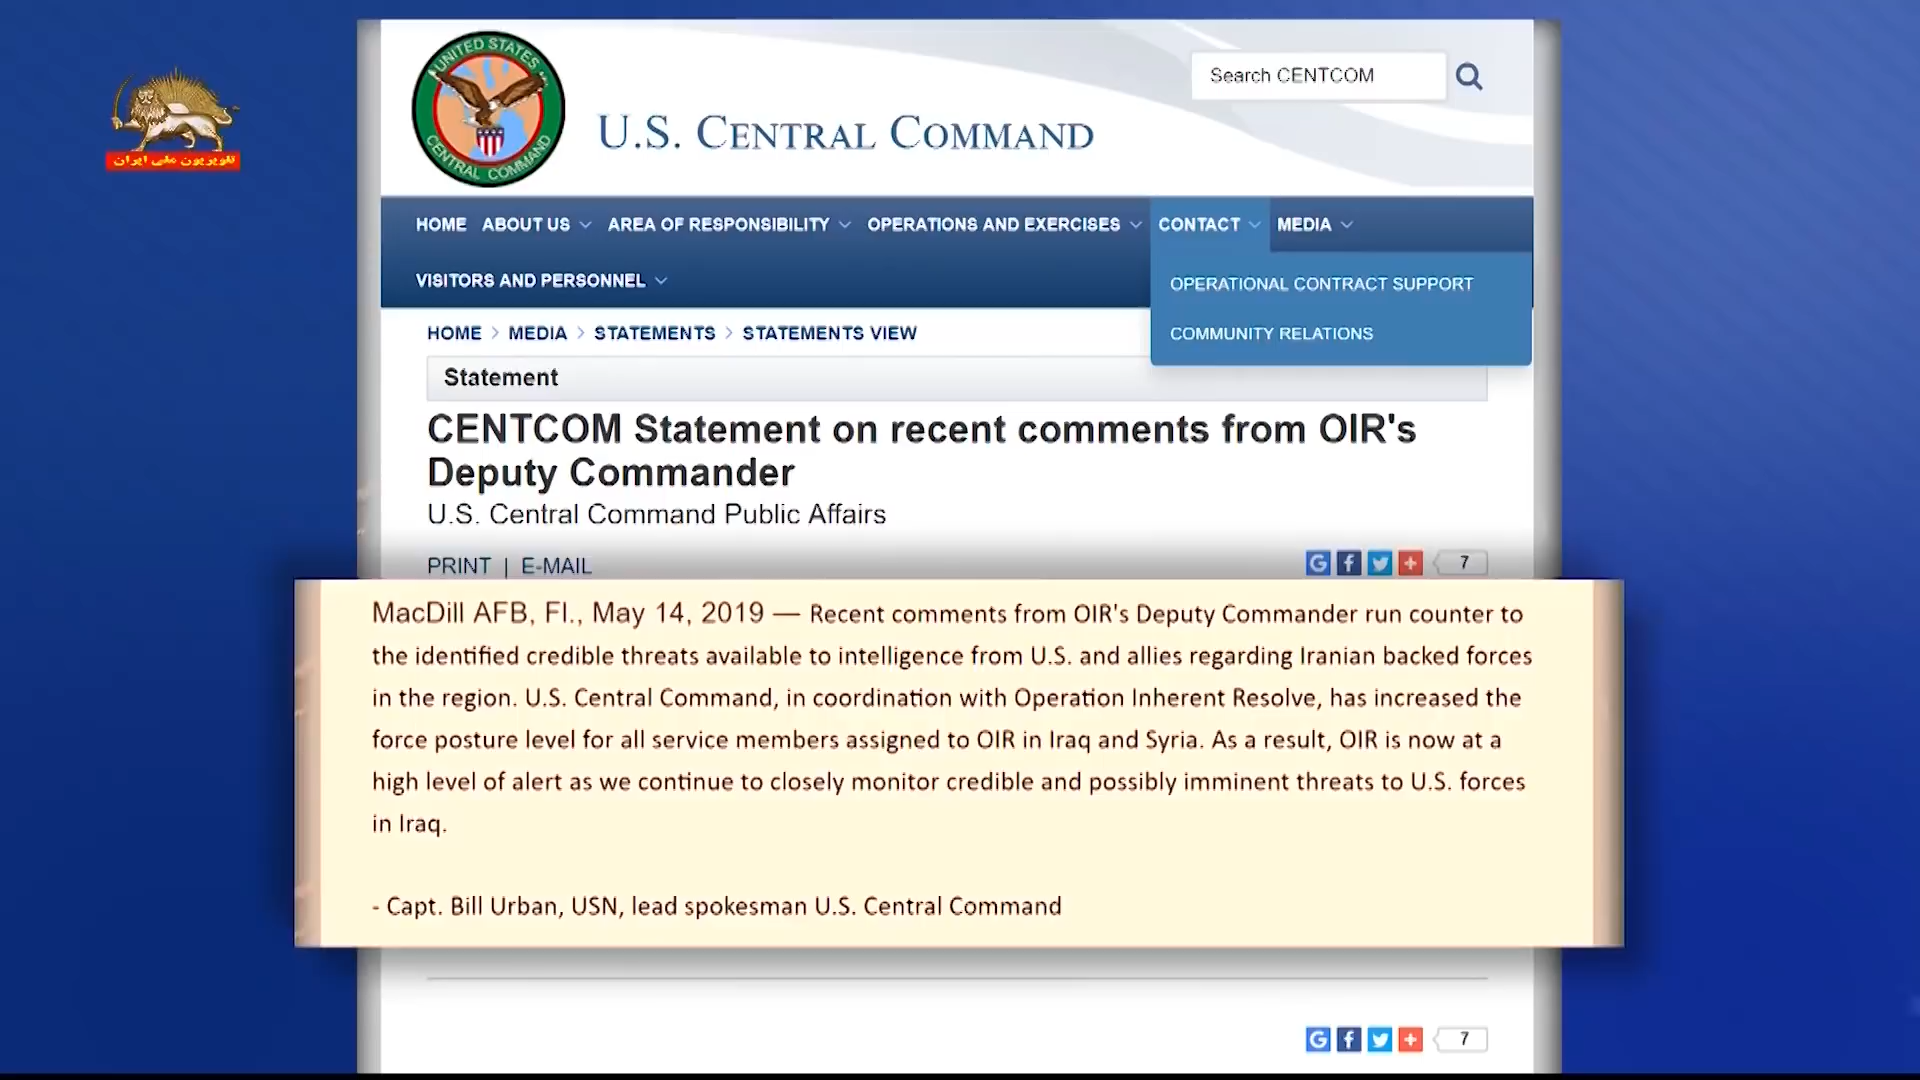 تلویزیون ملی ایران
UNITED STATES
CENTRAL COMMAND
U.S. CENTRAL COMMAND
Search CENTCOM
HOME ABOUT US AREA OF RESPONSIBILITY OPERATIONS AND EXERCISES CONTACT MEDIA
VISITORS AND PERSONNEL
OPERATIONAL CONTRACT SUPPORT
COMMUNITY RELATIONS
HOME > MEDIA > STATEMENTS > STATEMENTS VIEW
Statement
CENTCOM Statement on recent comments from OIR's
Deputy Commander
U.S. Central Command Public Affairs
PRINT | E-MAIL
7
MacDill AFB, Fl., May 14, 2019 — Recent comments from OIR's Deputy Commander run counter to
the identified credible threats available to intelligence from U.S. and allies regarding Iranian backed forces
in the region. U.S. Central Command, in coordination with Operation Inherent Resolve, has increased the
force posture level for all service members assigned to OIR in Iraq and Syria. As a result, OIR is now at a
high level of alert as we continue to closely monitor credible and possibly imminent threats to U.S. forces
in Iraq.
- Capt. Bill Urban, USN, lead spokesman U.S. Central Command
7